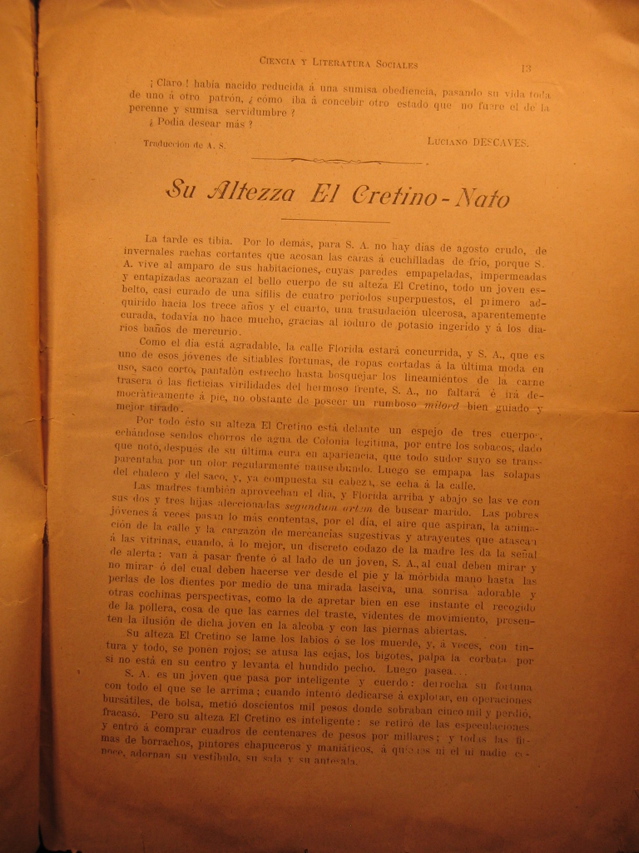 CIENCIA Y LITERATURA SOCIALES 13
¡ Claro ! había nacido reducida á una sumisa obediencia, pasando su vida toda
de uno á otro patrón, ¿ cómo iba á concebir otro estado que no fuere el de la
perenne y sumisa servidumbre ?
¿ Podía desear más ?
Traducción de A. S. LUCIANO DESCAVES.
Su Altezza El Cretino - Nato
La tarde es tibia. Por lo demás, para S. A. no hay días de agosto crudo, de
invernales rachas cortantes que acosan las caras á cuchilladas de frío, porque S.
A. vive al amparo de sus habitaciones, cuyas paredes empapeladas, impermeadas
y entapizadas acorazan el bello cuerpo de su alteza El Cretino, todo un joven es-
belto, casi curado de una sífilis de cuatro periodos superpuestos, el primero ad-
quirido hacia los trece años y el cuarto, una trasudación ulcerosa, aparentemente
curada, todavía no hace mucho, gracias al ioduro de potasio ingerido y á los dia-
rios baños de mercurio.
Como el día está agradable, la calle Florida estará concurrida, y S. A., que es
uno de esos jóvenes de sitiables fortunas, de ropas cortadas á la última moda en
uso, saco corto, pantalón estrecho hasta bosquejar los lineamientos de la carne
trasera ó las ficticias virilidades del hermoso frente, S. A., no faltará é irá de-
mocráticamente á pie, no obstante de poseer un rumboso milord bien guiado y
mejor tirado.
Por todo ésto su alteza El Cretino está delante un espejo de tres cuerpos,
echándose sendos chorros de agua de Colonia legítima, por entre los sobacos, dado
que notó, despues de su última cura en apariencia, que todo sudor suyo se trans-
parentaba por un olor regularmente nauseabundo. Luego se empapa las solapas
del chaleco y del saco, y, ya compuesta su cabeza, se echa á la calle.
Las madres también aprovechan el día, y Florida arriba y abajo se las ve con
sus dos y tres hijas aleccionadas segundum artem de buscar marido. Las pobres
jóvenes á veces pasan lo más contentas, por el día, el aire que aspiran, la anima-
ción de la calle y la cargazón de mercancías sugestivas y atrayentes que atascan
á las vitrinas, cuando, á lo mejor, un discreto codazo de la madre les da la señal
de alerta : van á pasar frente ó al lado de un joven, S. A., al cual deben mirar y
no mirar ó del cual deben hacerse ver desde el pie y la mórbida mano hasta las
perlas de los dientes por medio de una mirada lasciva, una sonrisa adorable y
otras cochinas perspectivas, como la de apretar bien en ese instante el recogido
de la pollera, cosa de que las carnes del traste, videntes de movimiento, presen-
ten la ilusión de dicha joven en la alcoba y con las piernas abiertas.
Su alteza El Cretino se lame los labios ó se los muerde, y, á veces, con tin-
tura y todo, se ponen rojos; se atusa las cejas, los bigotes, palpa la corbata por
si no está en su centro y levanta el hundido pecho. Luego pasea...
S. A. es un joven que pasa por inteligente y cuerdo : derrocha su fortuna
con todo el que se le arrima ; cuando intentó dedicarse á explotar, en operaciones
bursátiles, de bolsa, metió doscientos mil pesos donde sobraban cinco mil y perdió,
fracasó. Pero su alteza El Cretino es inteligente : se retiró de las especulaciones
y entró á comprar cuadros de centenares de pesos por millares ; y todas las fir-
mas de borrachos, pintores chapuceros y maniáticos, á quienes ni el ni nadie co-
noce, adornan su vestíbulo, su sala y su antesala.